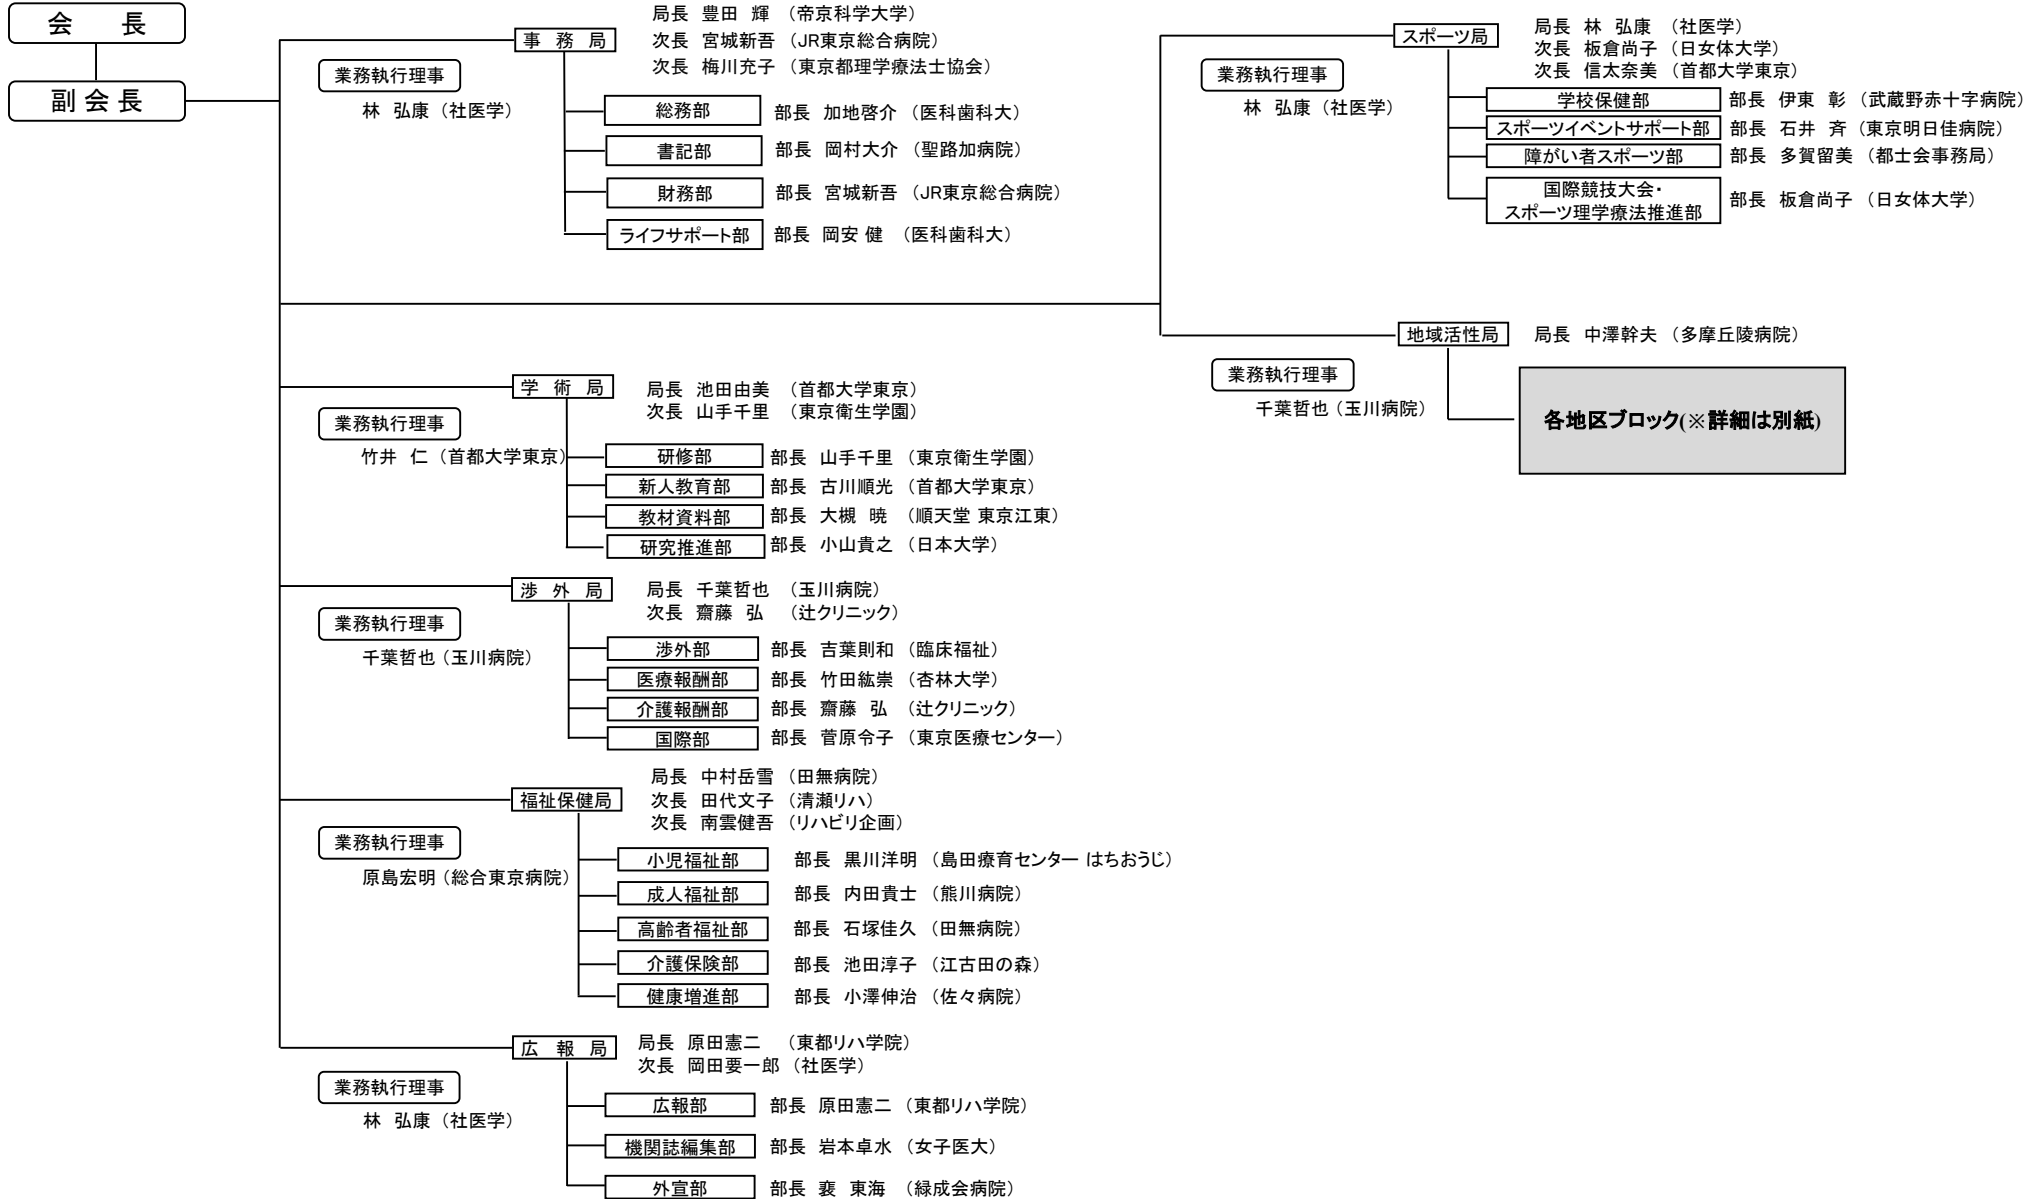 会　長
副 会 長
事 務 局
局長 豊田 輝 （帝京科学大学）
次長 宮城新吾 （JR東京総合病院）
次長 梅川充子 （東京都理学療法士協会）
業務執行理事
林 弘康（社医学）
総務部 部長 加地啓介 （医科歯科大）
書記部 部長 岡村大介 （聖路加病院）
財務部 部長 宮城新吾 （JR東京総合病院）
ライフサポート部 部長 岡安 健 （医科歯科大）
学 術 局
局長 池田由美 （首都大学東京）
次長 山手千里 （東京衛生学園）
業務執行理事
竹井 仁（首都大学東京）
研修部 部長 山手千里 （東京衛生学園）
新人教育部 部長 古川順光 （首都大学東京）
教材資料部 部長 大槻 暁 （順天堂 東京江東）
研究推進部 部長 小山貴之 （日本大学）
渉 外 局
局長 千葉哲也 （玉川病院）
次長 齋藤 弘 （辻クリニック）
業務執行理事
千葉哲也（玉川病院）
渉外部 部長 吉葉則和 （臨床福祉）
医療報酬部 部長 竹田紘崇 （杏林大学）
介護報酬部 部長 齋藤 弘 （辻クリニック）
国際部 部長 菅原令子 （東京医療センター）
福祉保健局
局長 中村岳雪 （田無病院）
次長 田代文子 （清瀬リハ）
次長 南雲健吾 （リハビリ企画）
業務執行理事
原島宏明（総合東京病院）
小児福祉部 部長 黒川洋明 （島田療育センター はちおうじ）
成人福祉部 部長 内田貴士 （熊川病院）
高齢者福祉部 部長 石塚佳久 （田無病院）
介護保険部 部長 池田淳子 （江古田の森）
健康増進部 部長 小澤伸治 （佐々病院）
広 報 局
局長 原田憲二 （東都リハ学院）
次長 岡田要一郎（社医学）
業務執行理事
林 弘康（社医学）
広報部 部長 原田憲二 （東都リハ学院）
機関誌編集部 部長 岩本卓水 （女子医大）
外宣部 部長 裵 東海 （緑成会病院）
スポーツ局
局長 林 弘康 （社医学）
次長 板倉尚子 （日女体大学）
次長 信太奈美 （首都大学東京）
業務執行理事
林 弘康（社医学）
学校保健部 部長 伊東 彰 （武蔵野赤十字病院）
スポーツイベントサポート部 部長 石井 斉 （東京明日佳病院）
障がい者スポーツ部 部長 多賀留美 （都士会事務局）
国際競技大会・
スポーツ理学療法推進部 部長 板倉尚子 （日女体大学）
地域活性局 局長 中澤幹夫 （多摩丘陵病院）
業務執行理事
千葉哲也（玉川病院）
各地区ブロック(※詳細は別紙)